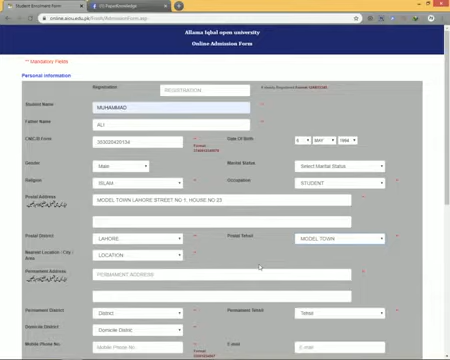 Student Enrolment Form
(1) FapasKnowledge
online.aiou.edu.pk
Allama Iqbal open university
Online Admission Form
* Mandatory Fields
Personal information
Registration
REGISTRATION
Student Name
MUHAMMAD
Father Name
ALI
CNIC/B Form
Date Of Birth
6 MAY 1994
Gender
Male
Marital Status
Select Marital Status
Religion
ISLAM
Occupation
STUDENT
Postal Address
MODEL TOWN LAHORE STREET NO 1, HOUSE NO 23
Postal District
LAHORE
Postal Tehsil
MODEL TOWN
Nearest Location - City -
Area
LOCATION
Permanent Address
PERMANENT ADDRESS
Permanent District
District
Permanent Tehsil
Tehsil
Domicile District
Domicile District
Mobile Phone No.
Mobile Phone No.
E-mail
E-mail